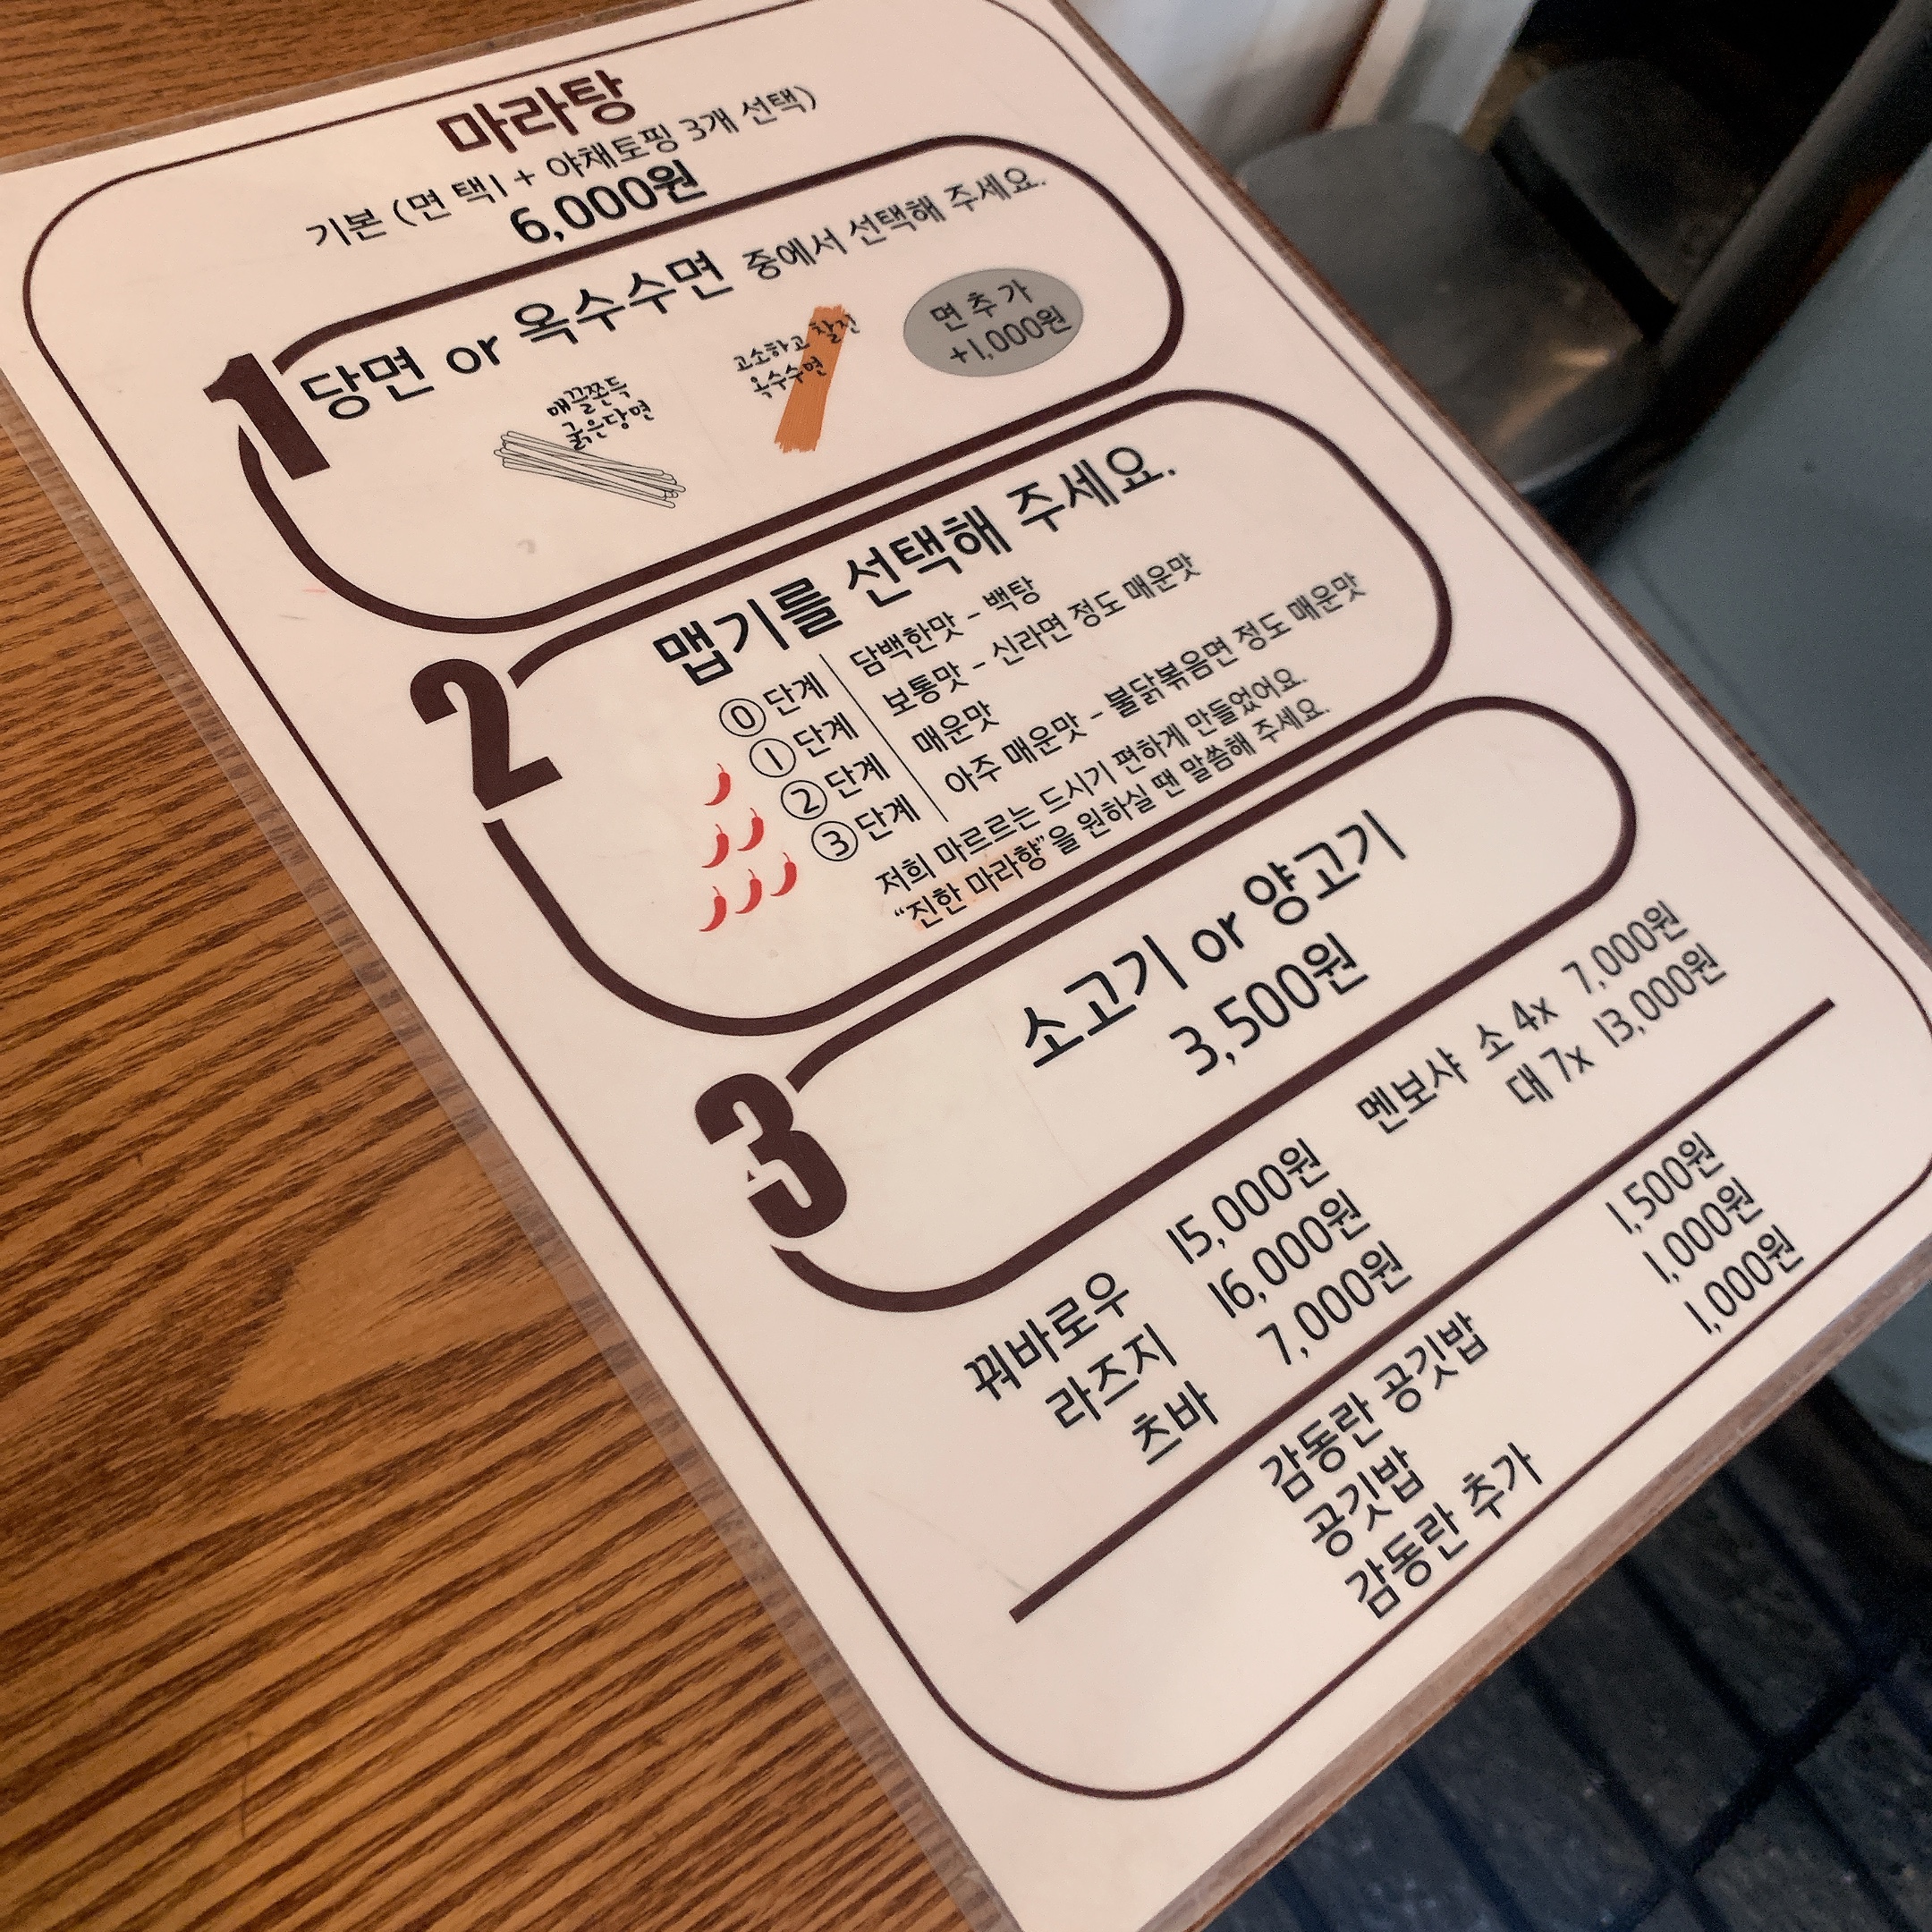 마라탕
기본 (면 택1 + 야채토핑 3개 선택)
6,000원
1
당면 or 옥수수면 중에서 선택해 주세요.
매끌쫀득
굵은당면
고소하고 찰진
옥수수면
면 추 가
+1,000원
2
맵기를 선택해 주세요.
0 단계 담백한맛 - 백탕
1 단계 보통맛 - 신라면 정도 매운맛
2 단계 매운맛
3 단계 아주 매운맛 - 불닭볶음면 정도 매운맛
저희 마르르는 드시기 편하게 만들었어요.
“진한 마라향”을 원하실 땐 말씀해 주세요.
3
소고기 or 양고기
3,500원
꿔바로우 15,000원
라즈지 16,000원
츠바 7,000원
멘보샤 소 4x 7,000원
대 7x 13,000원
감동란 공깃밥 1,500원
공깃밥 1,000원
감동란 추가 1,000원